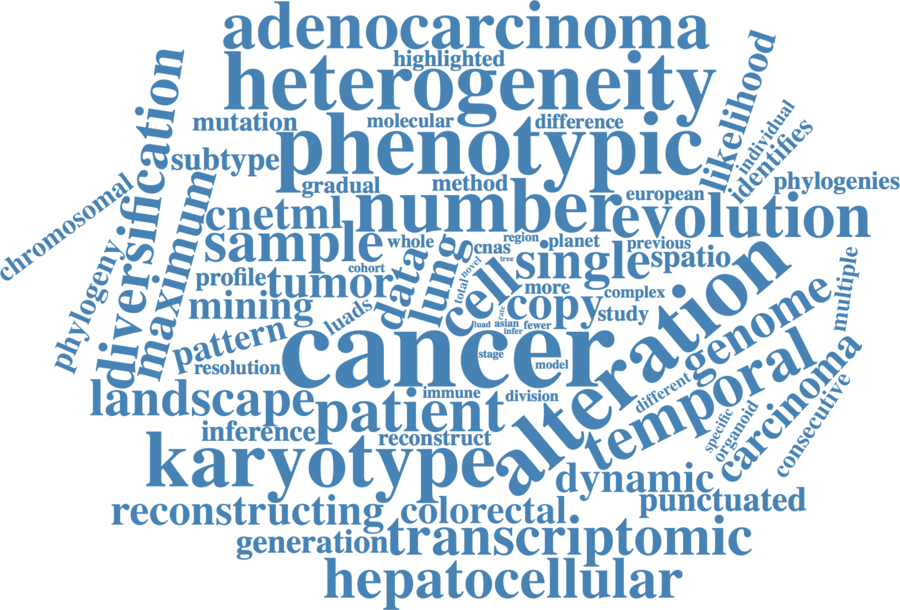 adenocarcinoma
highlighted
heterogeneity
likelihood
individual
identifies
mutation
molecular
difference
diversification
subtype
phenotypic
gradual
method
european
phylogenies
chromosomal
maximum
cnetml
number
evolution
sample
whole
cnas
region
planet
previous
phylogeny
profile
tumor
cohort
data
lung
total
novel
tree
cell
single
spatio
more
complex
multiple
mining
luads
copy
study
rate
luad
asian
fewer
infer
pattern
resolution
cancer
stage
model
alteration
genome
temporal
landscape
patient
immune
division
different
specific
organoid
carcinoma
consecutive
inference
reconstruct
karyotype
dynamic
punctuated
reconstructing
colorectal
generation
transcriptomic
hepatocellular